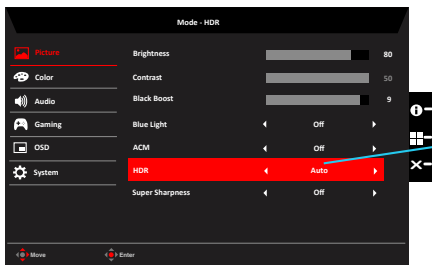 Mode - HDR
Picture
Brightness 80
Color
Contrast 50
Audio
Black Boost 9
Gaming
Blue Light Off
OSD
ACM Off
System
HDR Auto
Super Sharpness Off
Move Enter